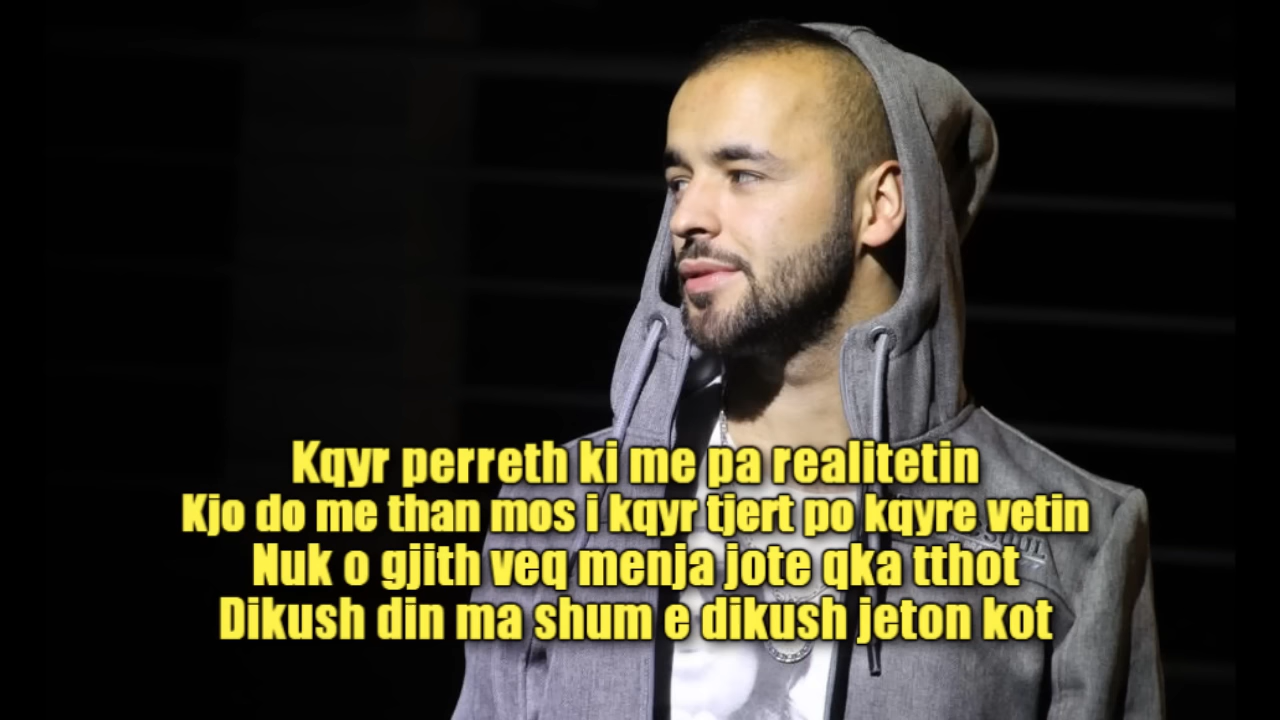 Kqyr perreth ki me pa realitetin
Kjo do me than mos i kqyr tjert po kqyre vetin
Nuk o gjith veq menja jote qka tthot
Dikush din ma shum e dikush jeton kot